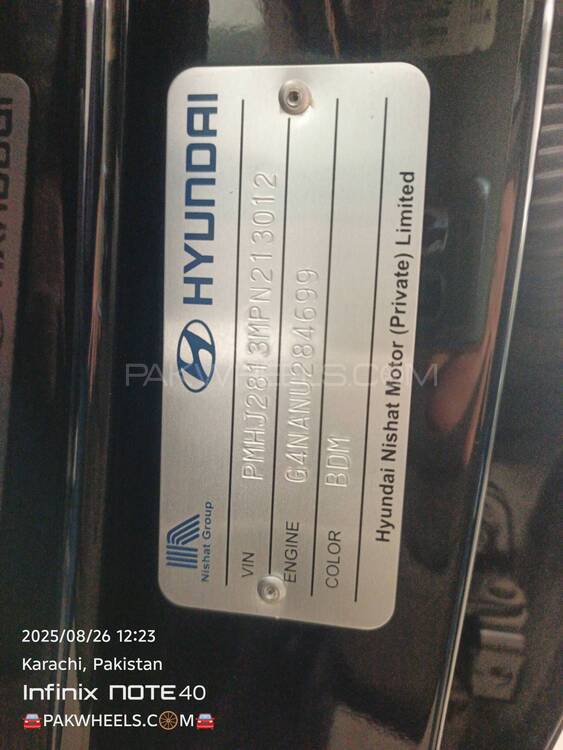 Nishat Group
HYUNDAI
VIN PMHJ2813MPN213012
ENGINE G4NANU284699
COLOR BDM
Hyundai Nishat Motor (Private) Limited
PAKWHEELS.COM
2025/08/26 12:23
Karachi, Pakistan
Infinix NOTE 40
🚘PAKWHEELS.C🛞M🚘